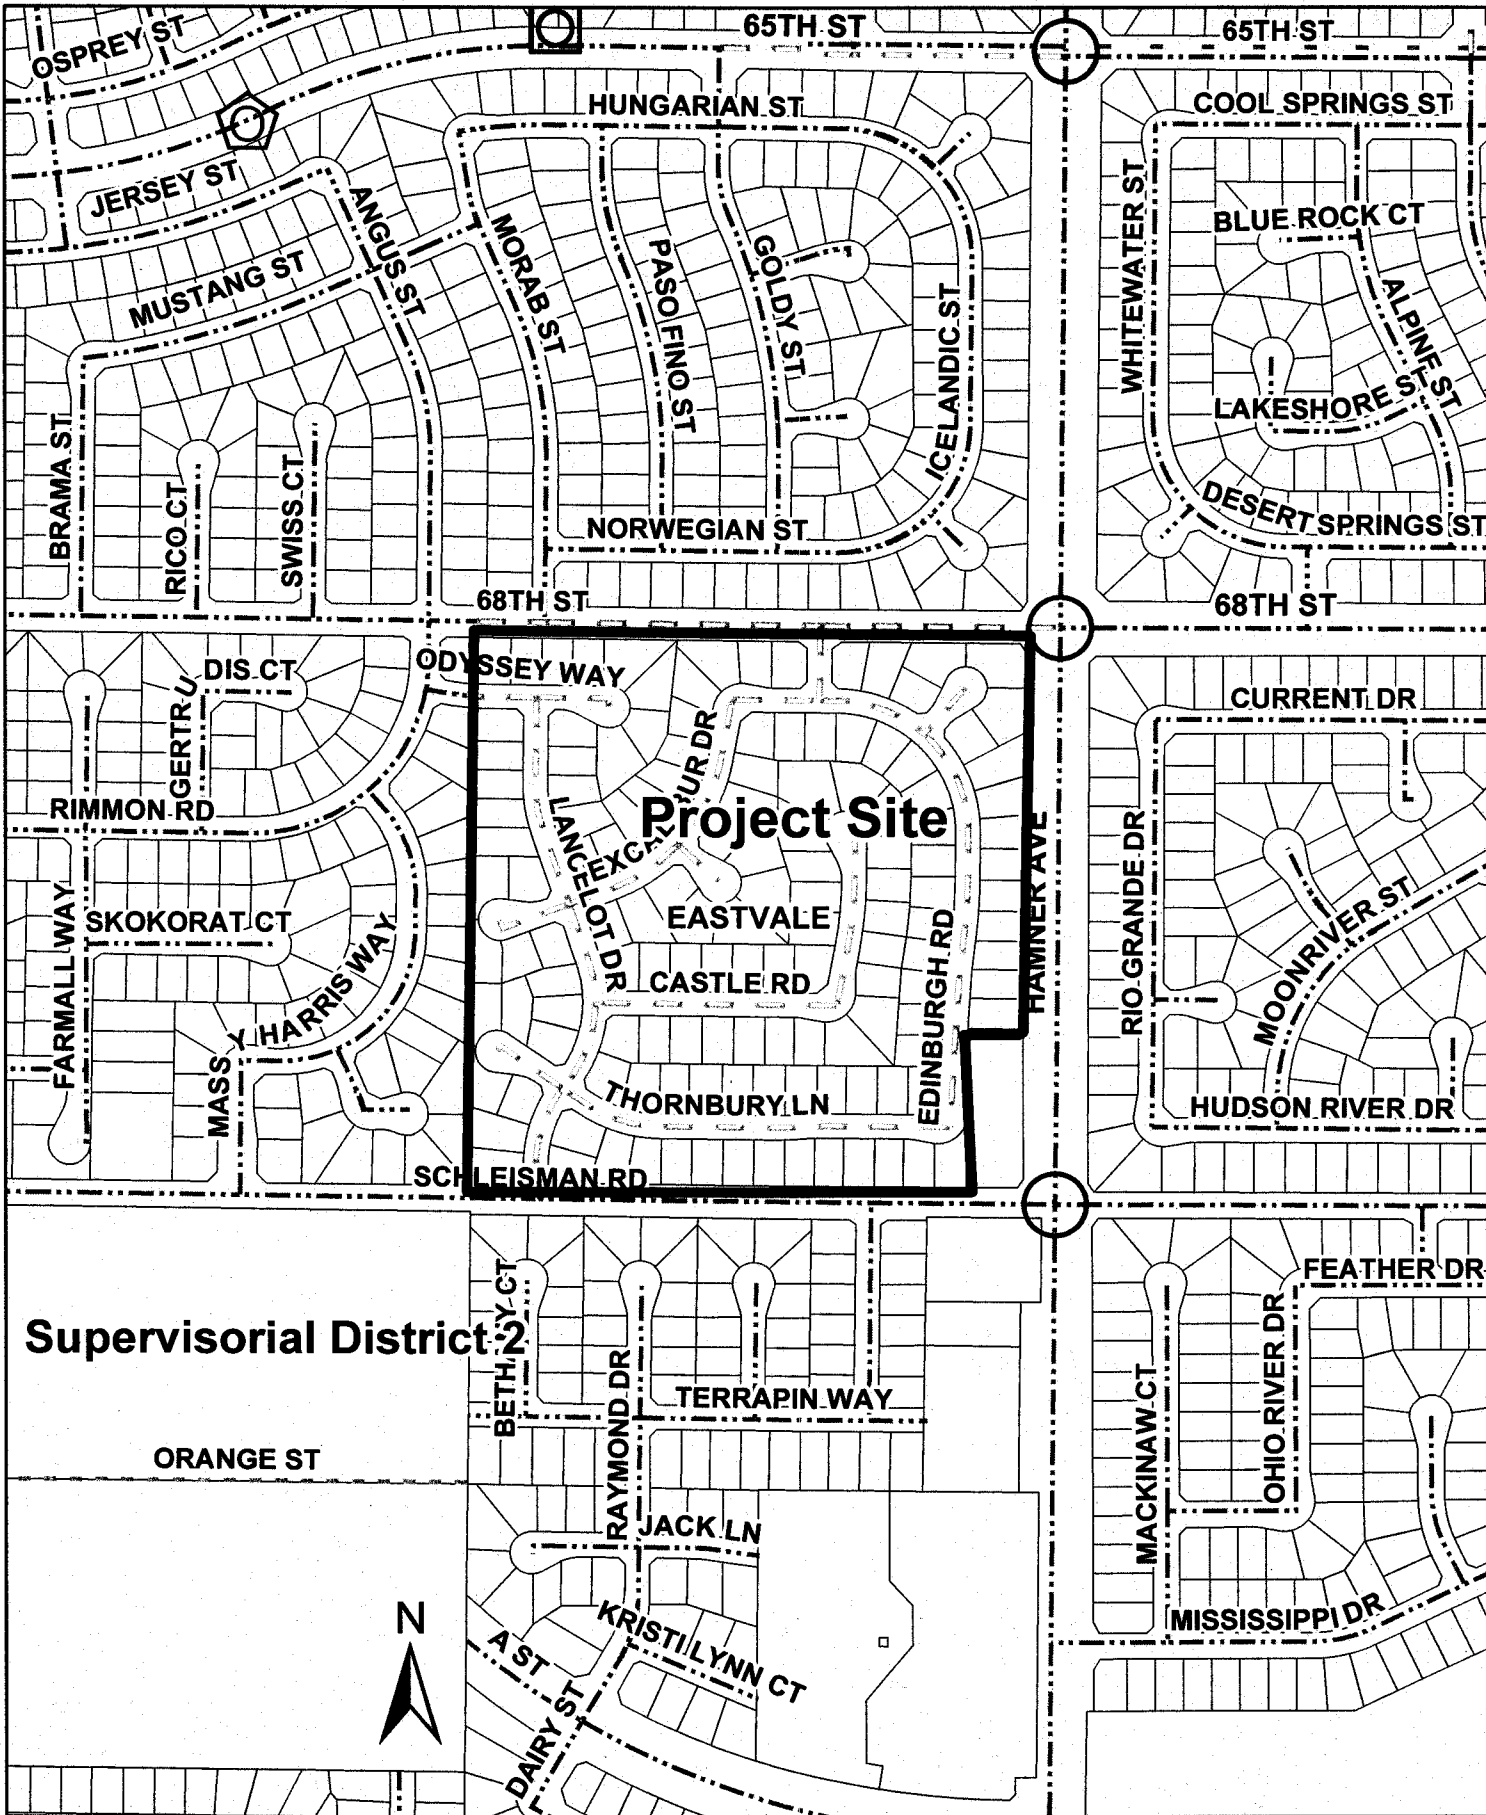 65TH ST
65TH ST
OSPREY ST
HUNGARIAN ST
COOL SPRINGS ST
JERSEY ST
ANGUS ST
MORAB ST
PASO FINO ST
GOLDY ST
ICELANDIC ST
WHITEWATER ST
BLUE ROCK CT
ALPINE ST
MUSTANG ST
LAKESHORE ST
BRAMA ST
RICO CT
SWISS CT
NORWEGIAN ST
DESERT SPRINGS ST
68TH ST
68TH ST
ODYSSEY WAY
DIS CT
GERTR U
CURRENT DR
RIMMON RD
LANCELOT DR
EXCA UR DR
Project Site
HAMNER AVE
RIO GRANDE DR
MOONRIVER ST
FARMALL WAY
SKOKORAT CT
MASS Y HARRIS WAY
EASTVALE
CASTLE RD
EDINBURGH RD
THORNBURY LN
HUDSON RIVER DR
SCHLEISMAN RD
FEATHER DR
Supervisorial District 2
BETH Y CT
RAYMOND DR
TERRAPIN WAY
MACKINAW CT
OHIO RIVER DR
ORANGE ST
JACK LN
N
KRISTI LYNN CT
A ST
DAIRY ST
MISSISSIPPI DR